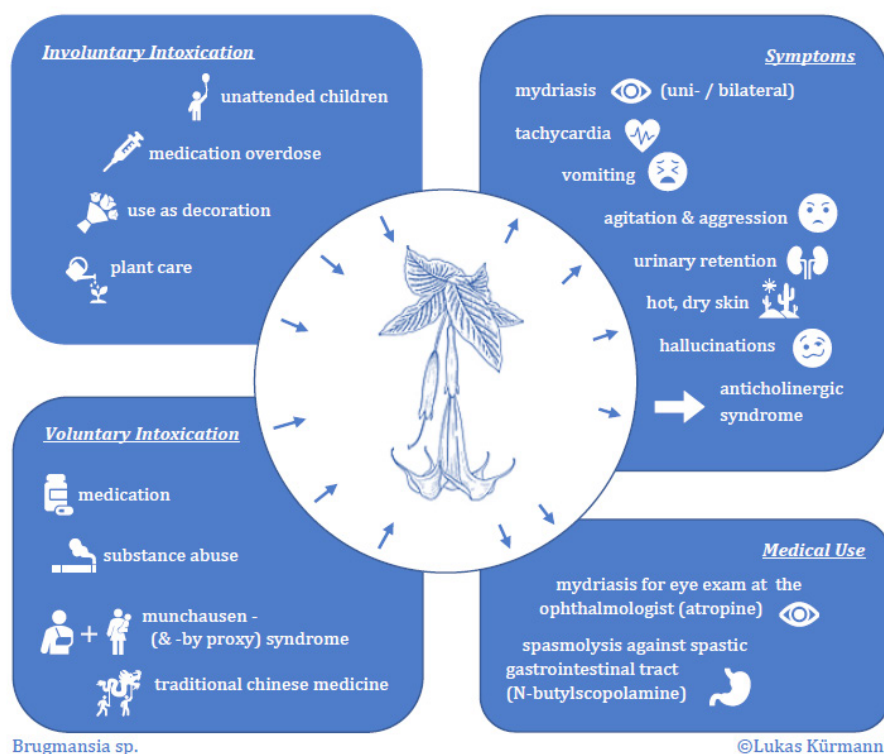 Involuntary Intoxication
unattended children
medication overdose
use as decoration
plant care
Symptoms
mydriasis (uni- / bilateral)
tachycardia
vomiting
agitation & aggression
urinary retention
hot, dry skin
hallucinations
anticholinergic
syndrome
Voluntary Intoxication
medication
substance abuse
munchausen -
(& -by proxy) syndrome
traditional chinese medicine
Medical Use
mydriasis for eye exam at the
ophthalmologist (atropine)
spasmolysis against spastic
gastrointestinal tract
(N-butylscopolamine)
Brugmansia sp.
©Lukas Kürmann